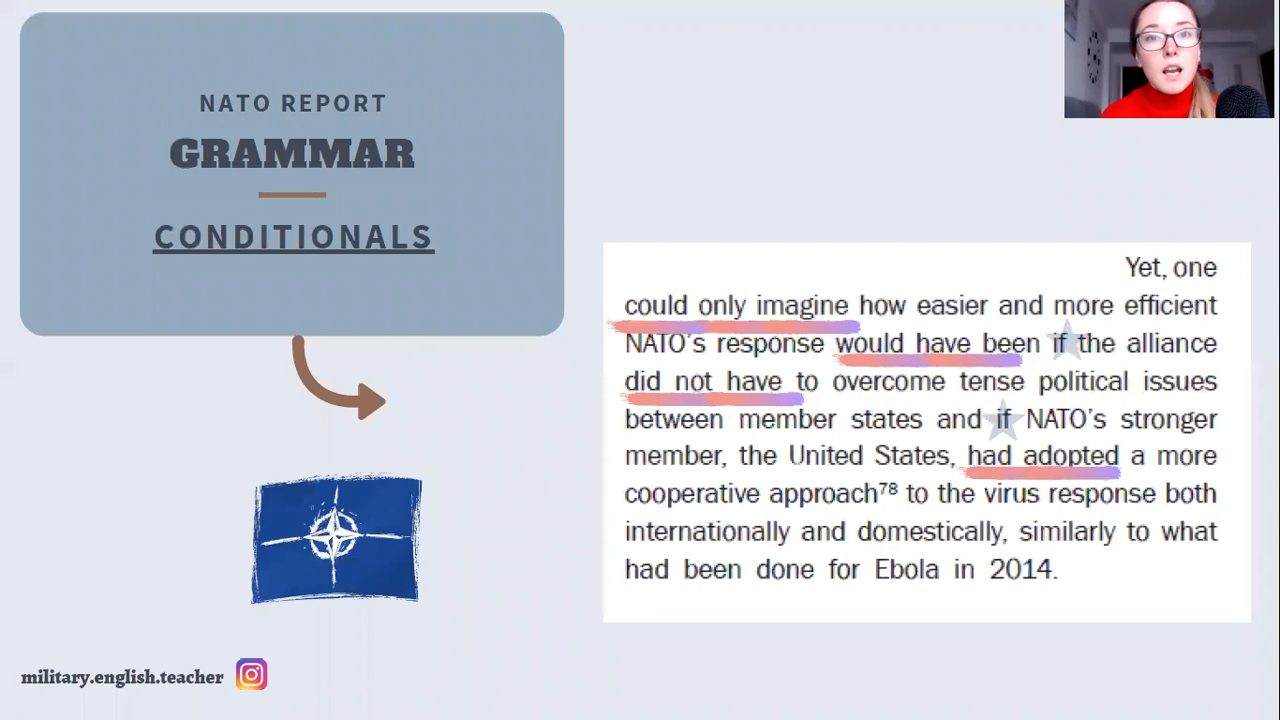 NATO REPORT
GRAMMAR
CONDITIONALS
Yet, one
could only imagine how easier and more efficient
NATO's response would have been if the alliance
did not have to overcome tense political issues
between member states and if NATO's stronger
member, the United States, had adopted a more
cooperative approach⁷⁸ to the virus response both
internationally and domestically, similarly to what
had been done for Ebola in 2014.
military.english.teacher